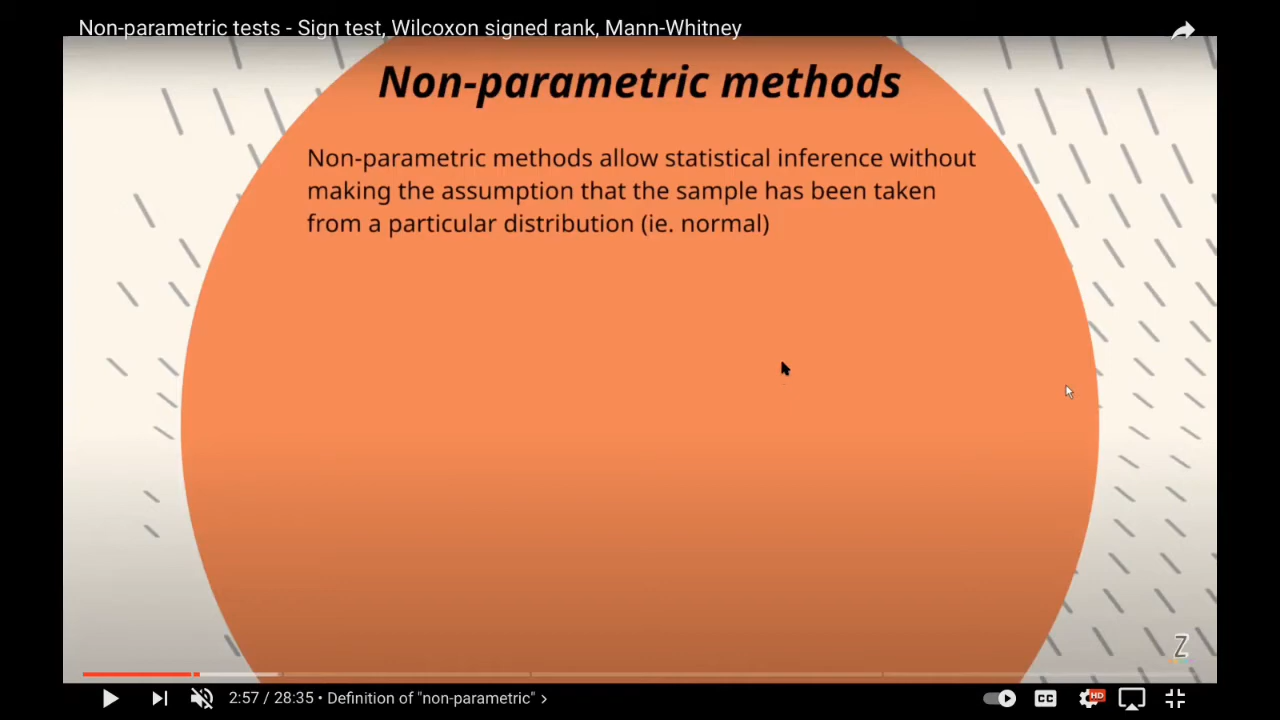 Non-parametric tests - Sign test, Wilcoxon signed rank, Mann-Whitney
Non-parametric methods
Non-parametric methods allow statistical inference without
making the assumption that the sample has been taken
from a particular distribution (ie. normal)
Z
2:57 / 28:35 • Definition of "non-parametric" >
CC
HD